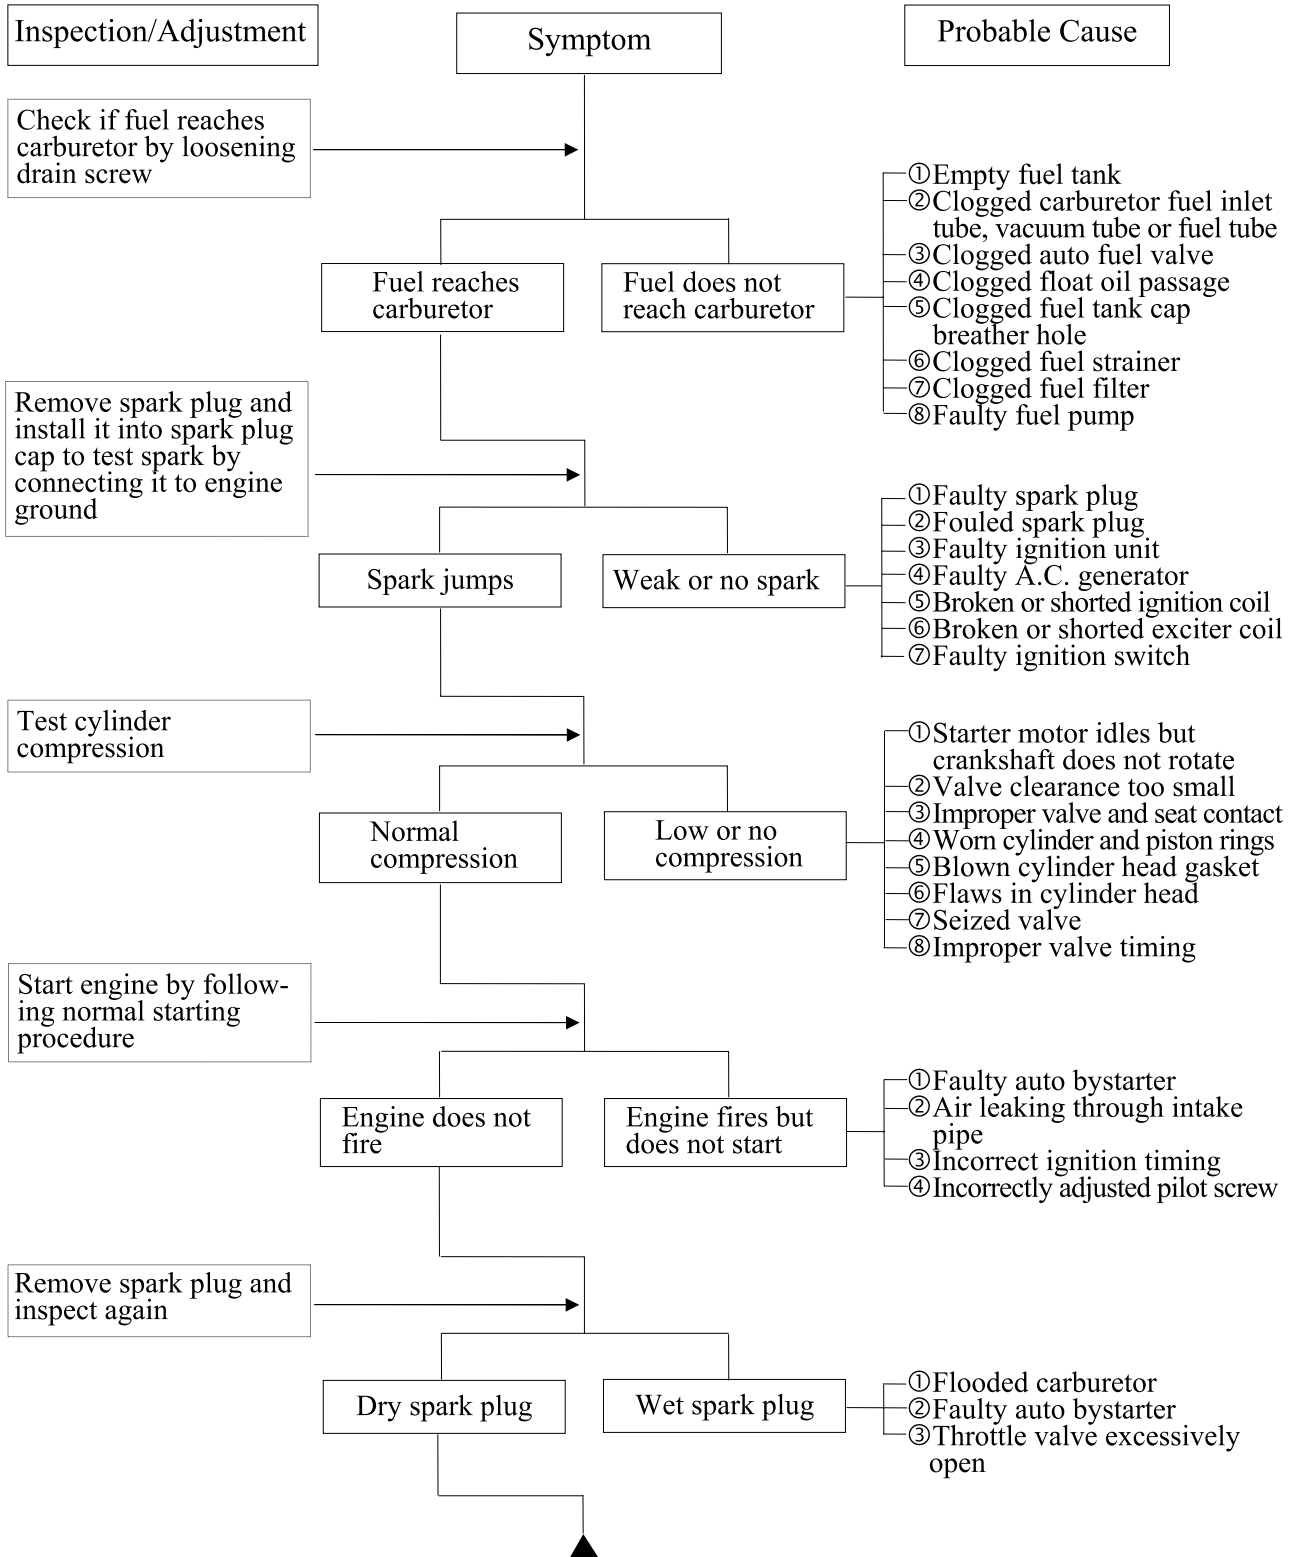 Inspection/Adjustment
Symptom
Probable Cause
Check if fuel reaches
carburetor by loosening
drain screw
Fuel reaches
carburetor
Fuel does not
reach carburetor
①Empty fuel tank
②Clogged carburetor fuel inlet
tube, vacuum tube or fuel tube
③Clogged auto fuel valve
④Clogged float oil passage
⑤Clogged fuel tank cap
breather hole
⑥Clogged fuel strainer
⑦Clogged fuel filter
⑧Faulty fuel pump
Remove spark plug and
install it into spark plug
cap to test spark by
connecting it to engine
ground
Spark jumps
Weak or no spark
①Faulty spark plug
②Fouled spark plug
③Faulty ignition unit
④Faulty A.C. generator
⑤Broken or shorted ignition coil
⑥Broken or shorted exciter coil
⑦Faulty ignition switch
Test cylinder
compression
Normal
compression
Low or no
compression
①Starter motor idles but
crankshaft does not rotate
②Valve clearance too small
③Improper valve and seat contact
④Worn cylinder and piston rings
⑤Blown cylinder head gasket
⑥Flaws in cylinder head
⑦Seized valve
⑧Improper valve timing
Start engine by follow-
ing normal starting
procedure
Engine does not
fire
Engine fires but
does not start
①Faulty auto bystarter
②Air leaking through intake
pipe
③Incorrect ignition timing
④Incorrectly adjusted pilot screw
Remove spark plug and
inspect again
Dry spark plug
Wet spark plug
①Flooded carburetor
②Faulty auto bystarter
③Throttle valve excessively
open